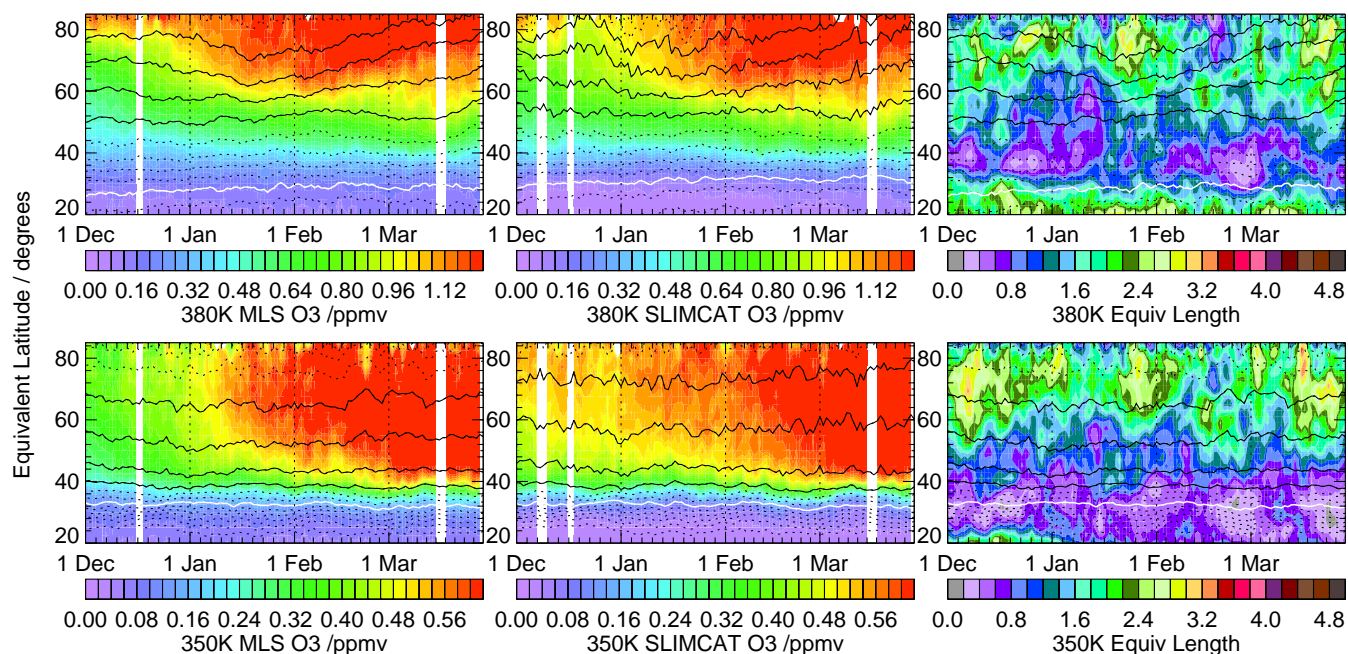 Equivalent Latitude / degrees
80
60
40
20
1 Dec 1 Jan 1 Feb 1 Mar
0.00 0.16 0.32 0.48 0.64 0.80 0.96 1.12
380K MLS O3 /ppmv
1 Dec 1 Jan 1 Feb 1 Mar
0.00 0.16 0.32 0.48 0.64 0.80 0.96 1.12
380K SLIMCAT O3 /ppmv
80
60
40
20
1 Dec 1 Jan 1 Feb 1 Mar
0.0 0.8 1.6 2.4 3.2 4.0 4.8
380K Equiv Length
80
60
40
20
1 Dec 1 Jan 1 Feb 1 Mar
0.00 0.08 0.16 0.24 0.32 0.40 0.48 0.56
350K MLS O3 /ppmv
1 Dec 1 Jan 1 Feb 1 Mar
0.00 0.08 0.16 0.24 0.32 0.40 0.48 0.56
350K SLIMCAT O3 /ppmv
80
60
40
20
1 Dec 1 Jan 1 Feb 1 Mar
0.0 0.8 1.6 2.4 3.2 4.0 4.8
350K Equiv Length